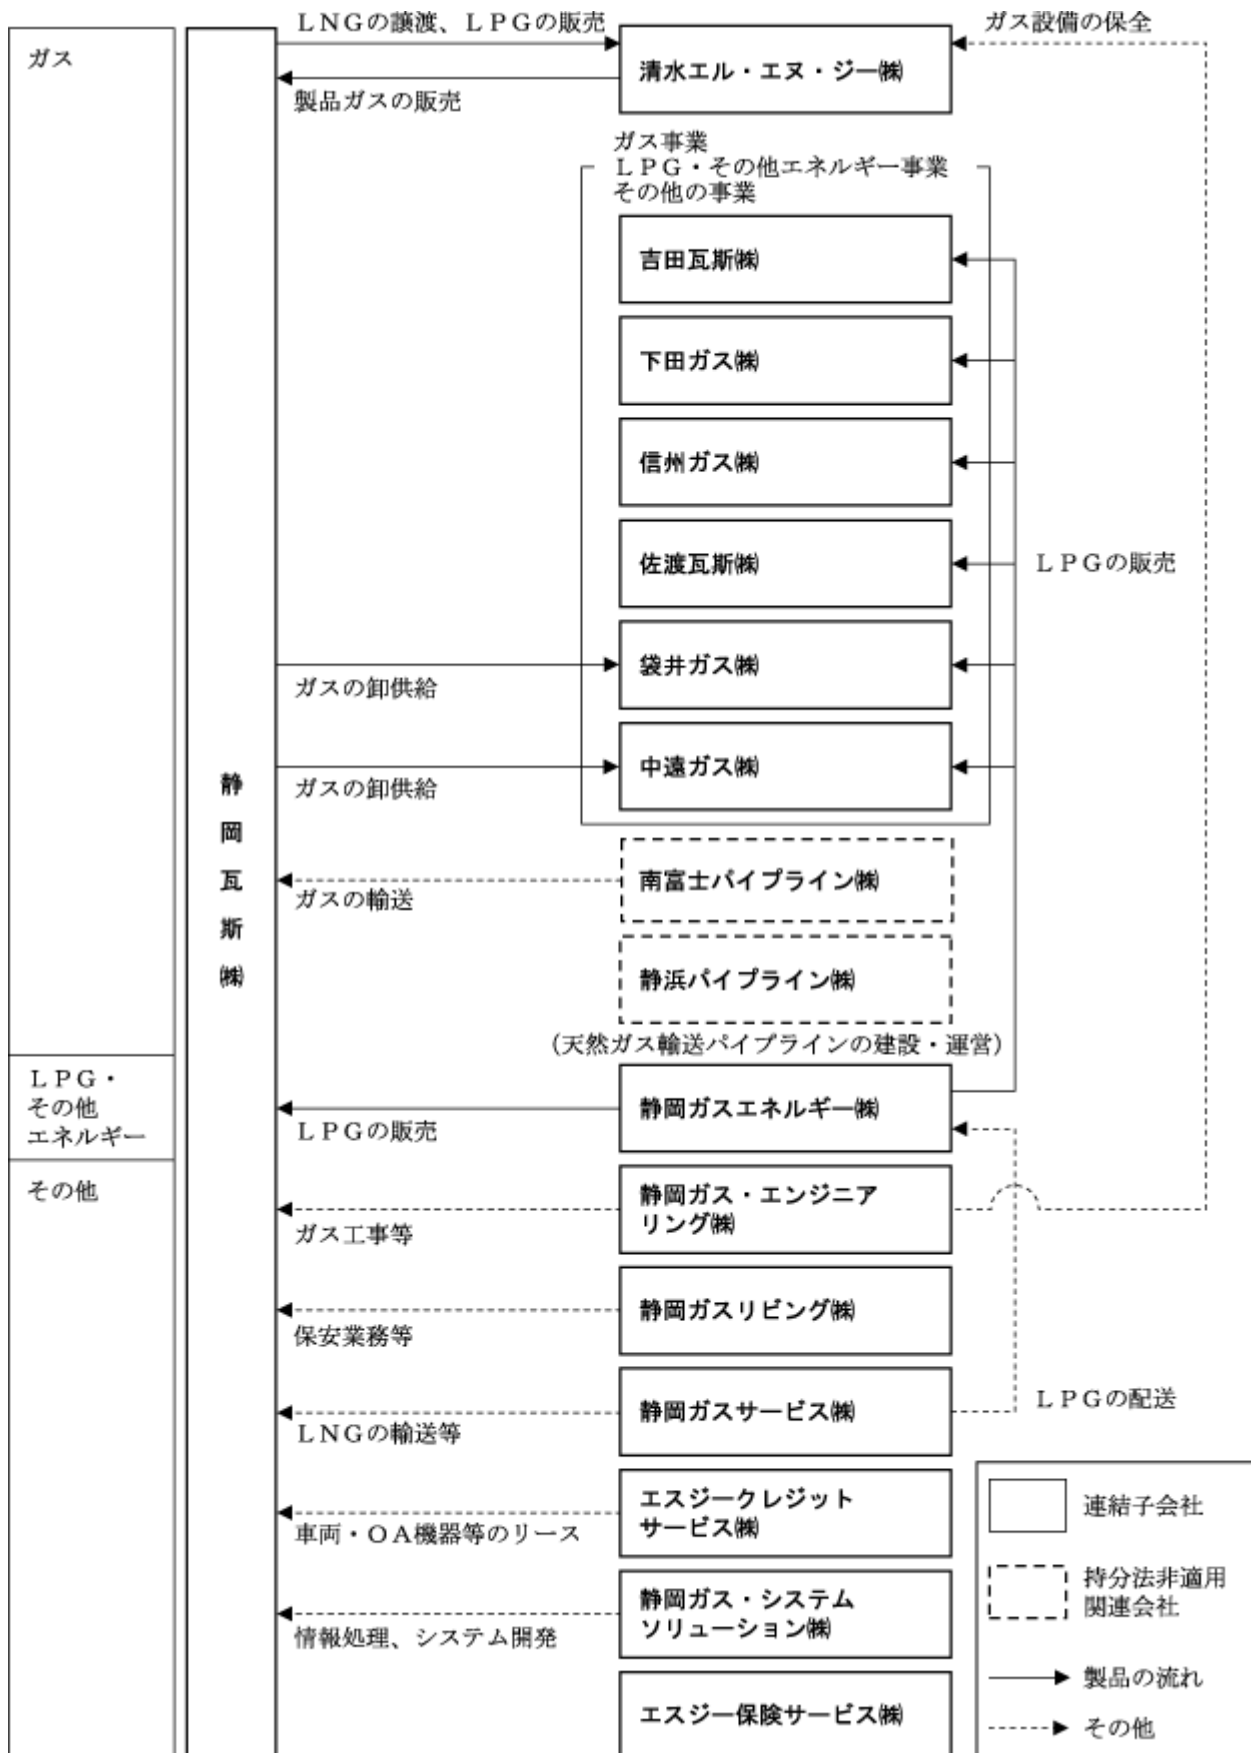 ＬＮＧの譲渡、ＬＰＧの販売
ガス設備の保全
ガス
清水エル・エヌ・ジー㈱
製品ガスの販売
ガス事業
ＬＰＧ・その他エネルギー事業
その他の事業
吉田瓦斯㈱
下田ガス㈱
信州ガス㈱
佐渡瓦斯㈱
ＬＰＧの販売
袋井ガス㈱
ガスの卸供給
中遠ガス㈱
ガスの卸供給
静岡瓦斯㈱
南富士パイプライン㈱
ガスの輸送
静浜パイプライン㈱
（天然ガス輸送パイプラインの建設・運営）
ＬＰＧ・
その他
エネルギー
静岡ガスエネルギー㈱
ＬＰＧの販売
その他
静岡ガス・エンジニア
リング㈱
ガス工事等
静岡ガスリビング㈱
保安業務等
静岡ガスサービス㈱
ＬＰＧの配送
ＬＮＧの輸送等
エスジークレジット
サービス㈱
車両・ＯＡ機器等のリース
静岡ガス・システム
ソリューション㈱
情報処理、システム開発
エスジー保険サービス㈱
連結子会社
持分法非適用
関連会社
製品の流れ
その他